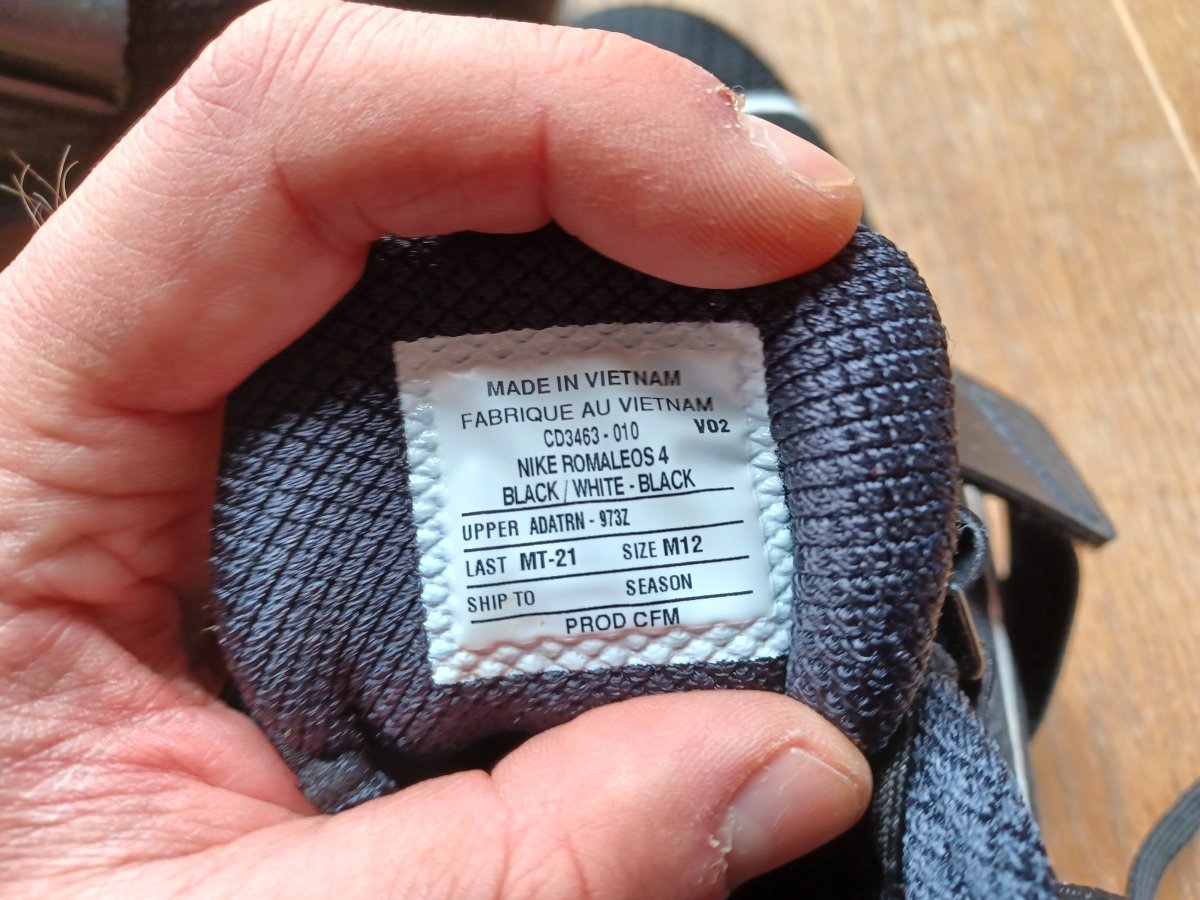 MADE IN VIETNAM
FABRIQUE AU VIETNAM
CD3463-010 V02
NIKE ROMALEOS 4
BLACK / WHITE - BLACK
UPPER ADATRN - 973Z
LAST MT-21 SIZE M12
SHIP TO SEASON
PROD CFM